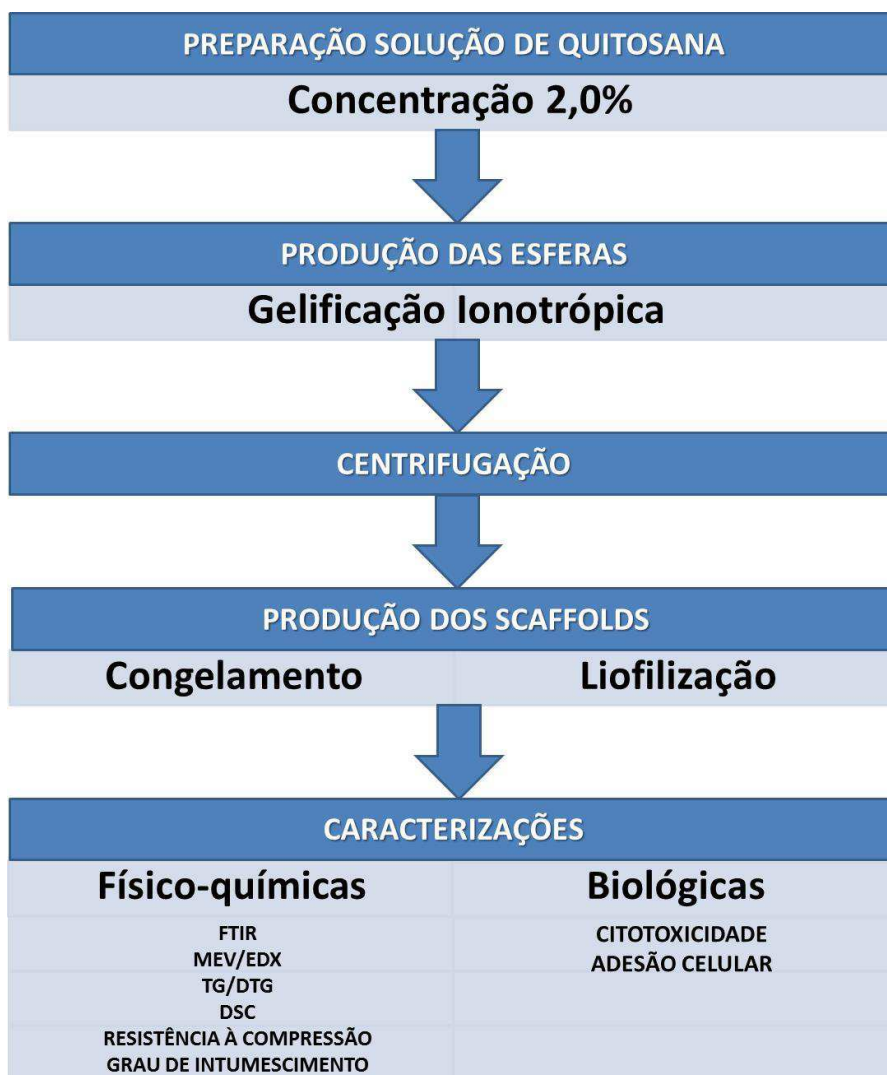 PREPARAÇÃO SOLUÇÃO DE QUITOSANA
Concentração 2,0%
PRODUÇÃO DAS ESFERAS
Gelificação Ionotrópica
CENTRIFUGAÇÃO
PRODUÇÃO DOS SCAFFOLDS
Congelamento
Liofilização
CARACTERIZAÇÕES
Físico-químicas
Biológicas
FTIR
MEV/EDX
TG/DTG
DSC
RESISTÊNCIA À COMPRESSÃO
GRAU DE INTUMESCIMENTO
CITOTOXICIDADE
ADESÃO CELULAR